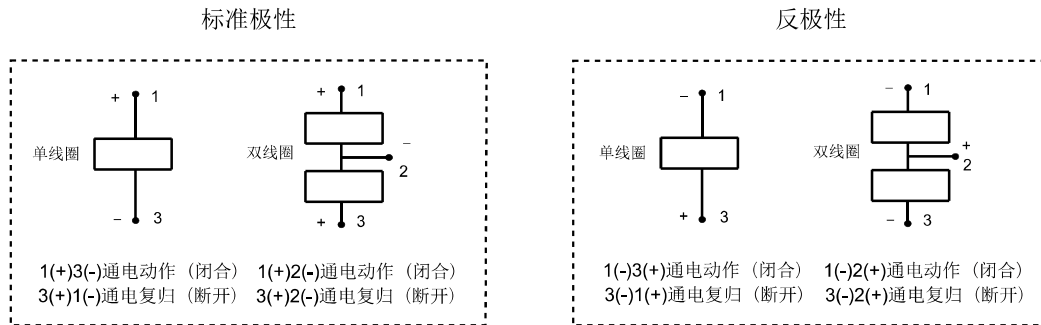 标准极性
+ 1
单线圈
− 3
+ 1
双线圈
−
2
+ 3
1(+)3(-)通电动作（闭合）
3(+)1(-)通电复归（断开）
1(+)2(-)通电动作（闭合）
3(+)2(-)通电复归（断开）
反极性
− 1
单线圈
+ 3
− 1
双线圈
+
2
− 3
1(-)3(+)通电动作（闭合）
3(-)1(+)通电复归（断开）
1(-)2(+)通电动作（闭合）
3(-)2(+)通电复归（断开）